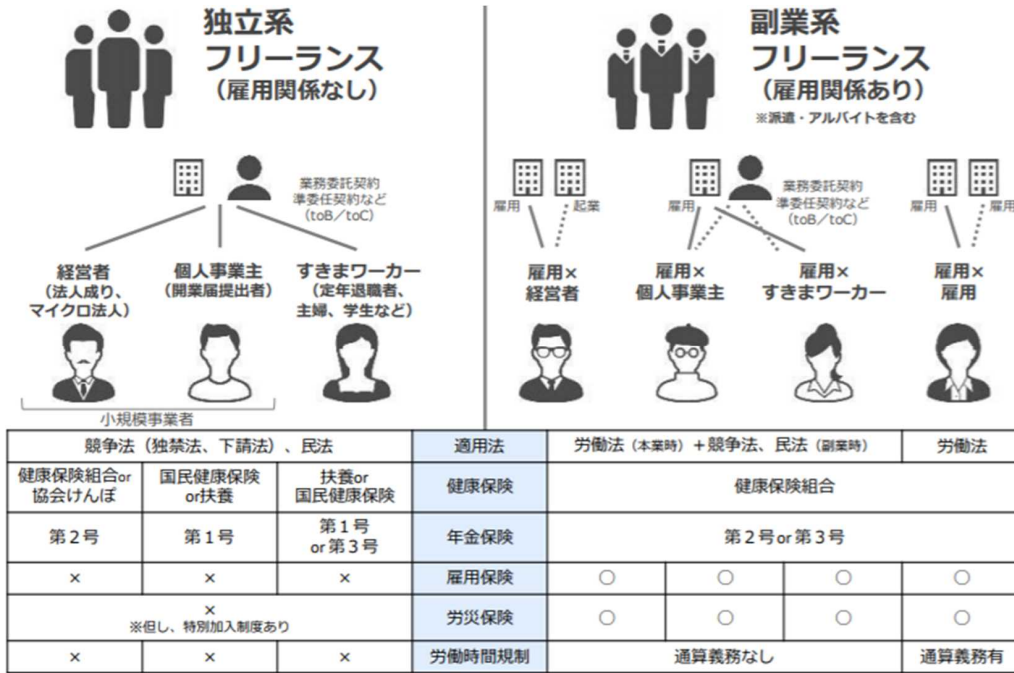 独立系
フリーランス
（雇用関係なし）
業務委託契約
準委任契約など
（toB／toC）
経営者
（法人成り、
マイクロ法人）
個人事業主
（開業届提出者）
すきまワーカー
（定年退職者、
主婦、学生など）
小規模事業者
副業系
フリーランス
（雇用関係あり）
※派遣・アルバイトを含む
雇用
起業
雇用
業務委託契約
準委任契約など
（toB／toC）
雇用
雇用
雇用×
経営者
雇用×
個人事業主
雇用×
すきまワーカー
雇用×
雇用
競争法（独禁法、下請法）、民法
適用法
労働法（本業時）＋競争法、民法（副業時）
労働法
健康保険組合or
協会けんぽ
国民健康保険
or扶養
扶養or
国民健康保険
健康保険
健康保険組合
第２号
第１号
第１号
or 第３号
年金保険
第２号or 第３号
×
×
×
雇用保険
○
○
○
○
×
※但し、特別加入制度あり
労災保険
○
○
○
○
×
×
×
労働時間規制
通算義務なし
通算義務有